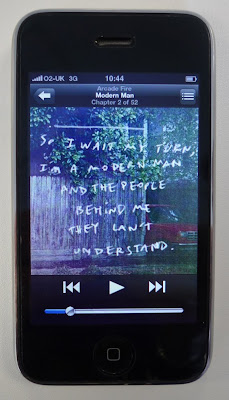 O2-UK 3G 10:44
Arcade Fire
Modern Man
Chapter 2 of 52
So I WAIT MY TURN,
I'M A MODERN MAN
AND THE PEOPLE
BEHIND ME
THEY CAN'T
UNDERSTAND.